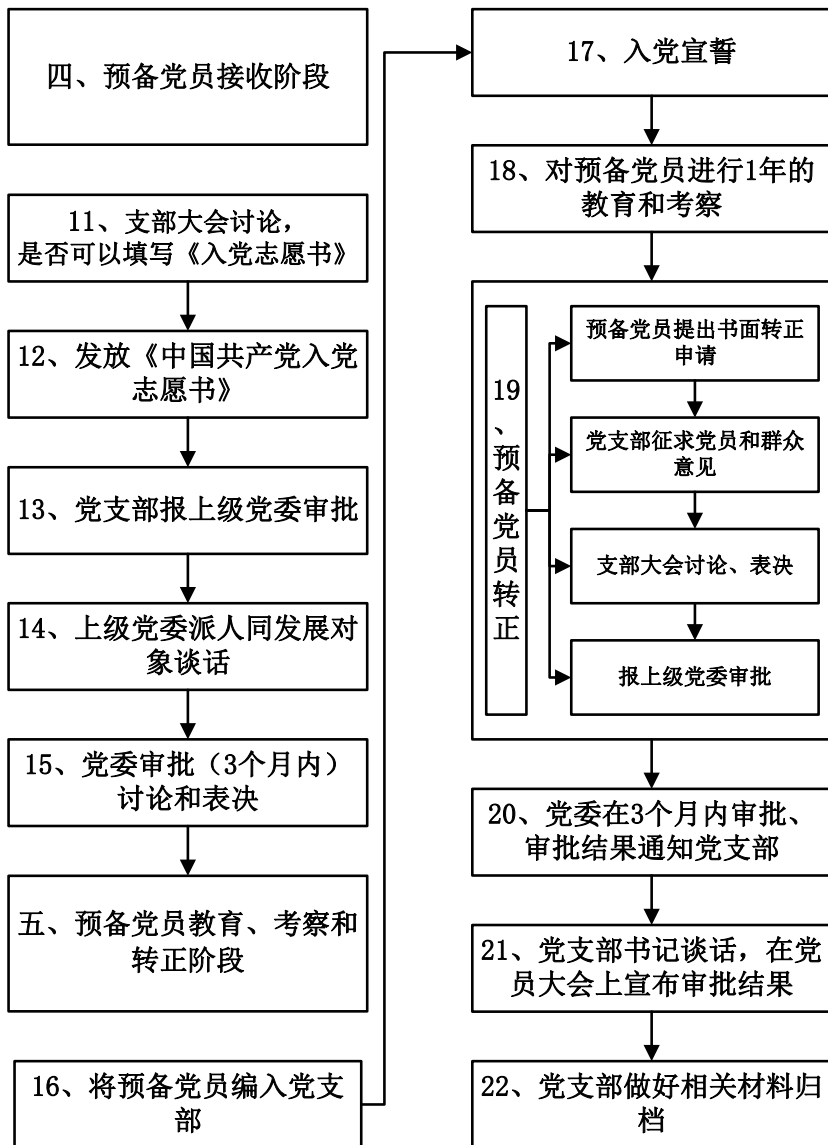 四、预备党员接收阶段
11、支部大会讨论，
是否可以填写《入党志愿书》
12、发放《中国共产党入党
志愿书》
13、党支部报上级党委审批
14、上级党委派人同发展对
象谈话
15、党委审批（3个月内）
讨论和表决
五、预备党员教育、考察和
转正阶段
16、将预备党员编入党支
部
17、入党宣誓
18、对预备党员进行1年的
教育和考察
19、预备党员转正
预备党员提出书面转正
申请
党支部征求党员和群众
意见
支部大会讨论、表决
报上级党委审批
20、党委在3个月内审批、
审批结果通知党支部
21、党支部书记谈话，在党
员大会上宣布审批结果
22、党支部做好相关材料归
档